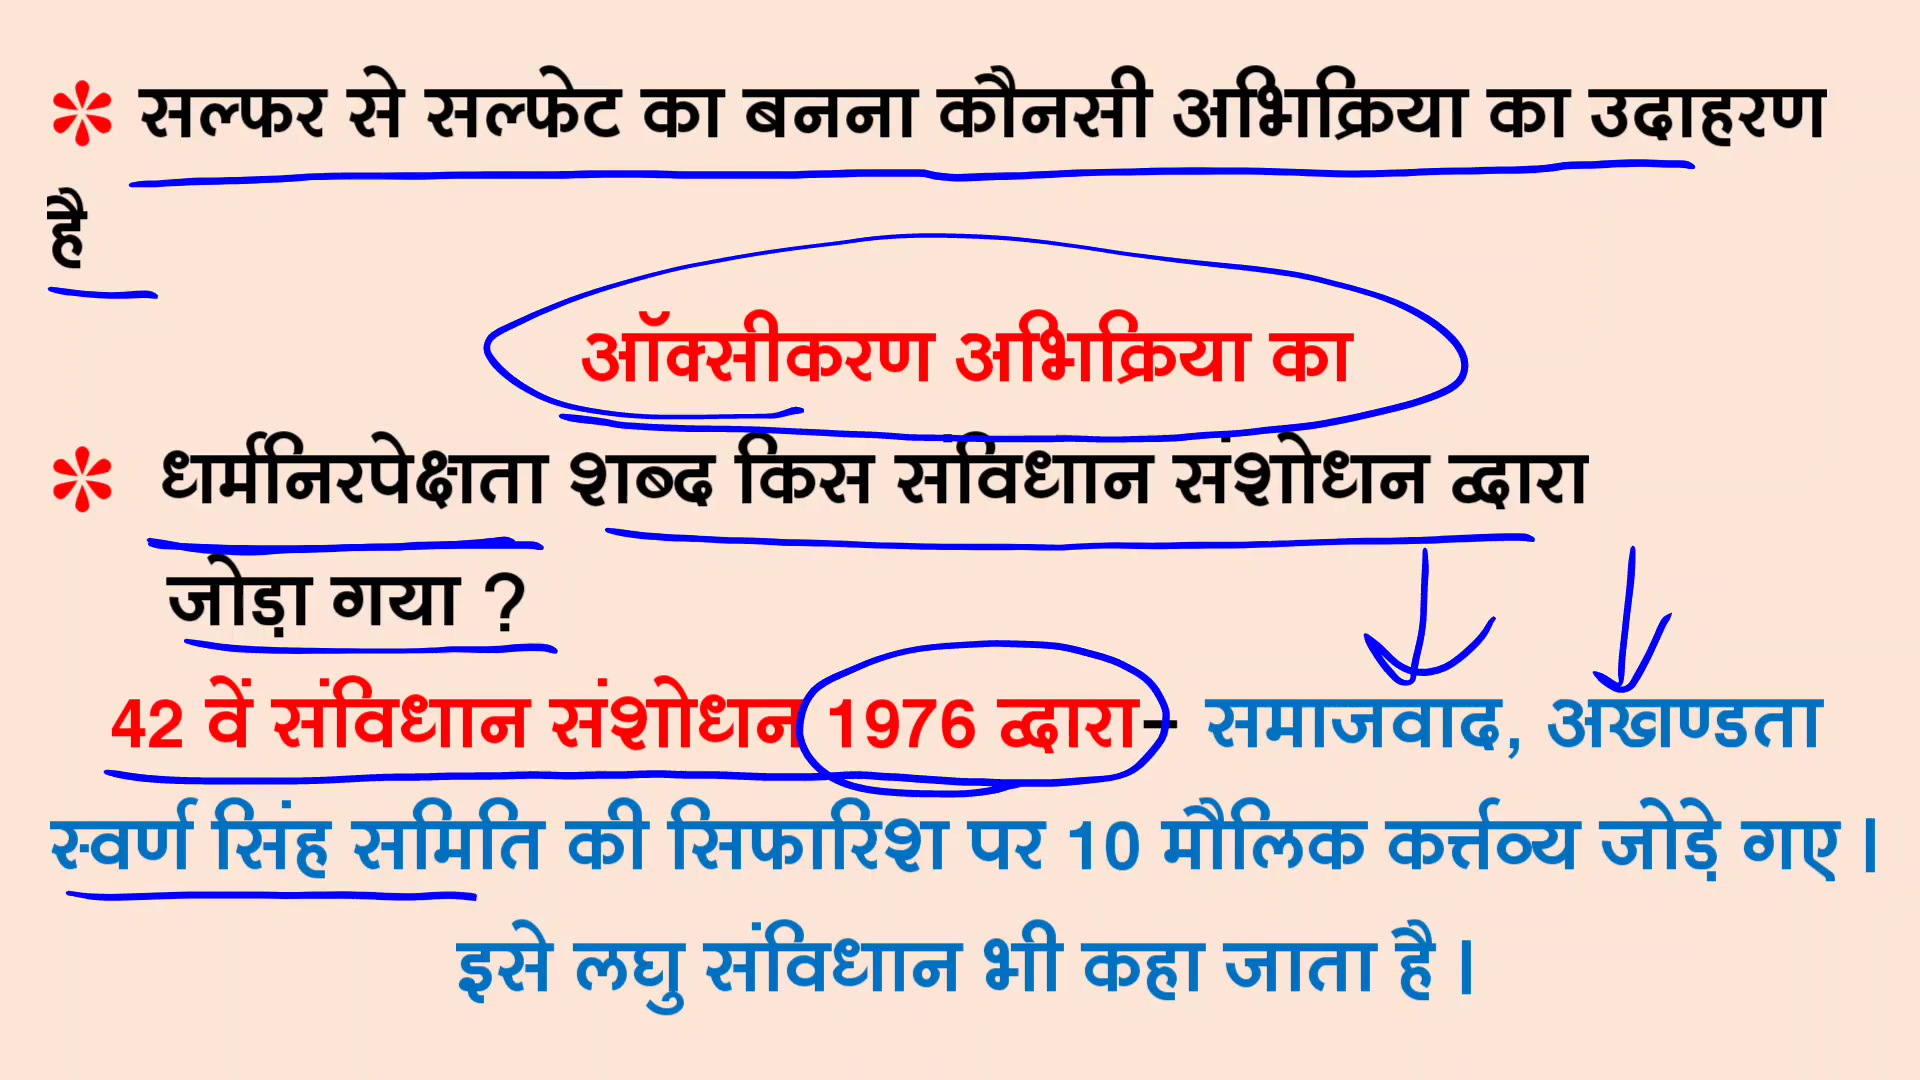 * सल्फर से सल्फेट का बनना कौनसी अभिक्रिया का उदाहरण
है
ऑक्सीकरण अभिक्रिया का
* धर्मनिरपेक्षता शब्द किस संविधान संशोधन द्वारा
जोड़ा गया ?
42 वें संविधान संशोधन 1976 द्वारा- समाजवाद, अखण्डता
स्वर्ण सिंह समिति की सिफारिश पर 10 मौलिक कर्त्तव्य जोड़े गए ।
इसे लघु संविधान भी कहा जाता है ।